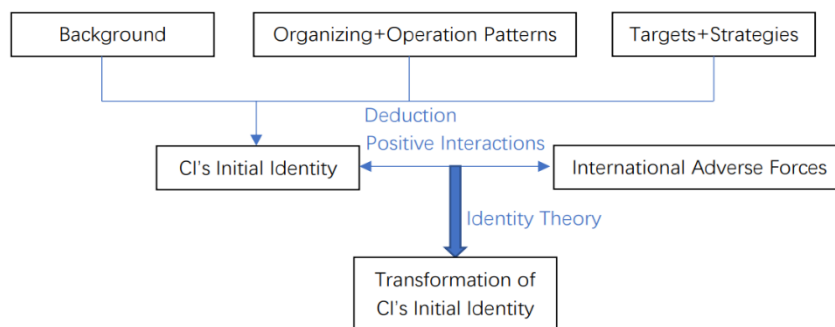 Background
Organizing+Operation Patterns
Targets+Strategies
Deduction
Positive Interactions
CI's Initial Identity
International Adverse Forces
Identity Theory
Transformation of
CI's Initial Identity